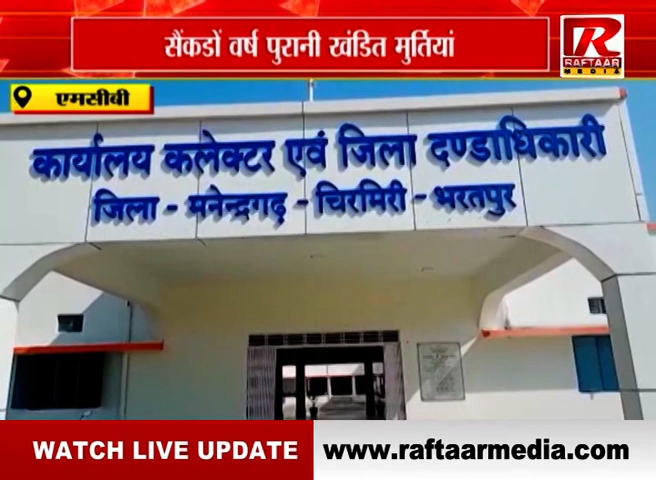 सैंकडों वर्ष पुरानी खंडित मुर्तियां
R
RAFTAAR
MEDIA
एमसीबी
कार्यालय कलेक्टर एवं जिला दण्डाधिकारी
जिला - मनेन्द्रगढ़ - चिरमिरी - भरतपुर
WATCH LIVE UPDATE
www.raftaarmedia.com